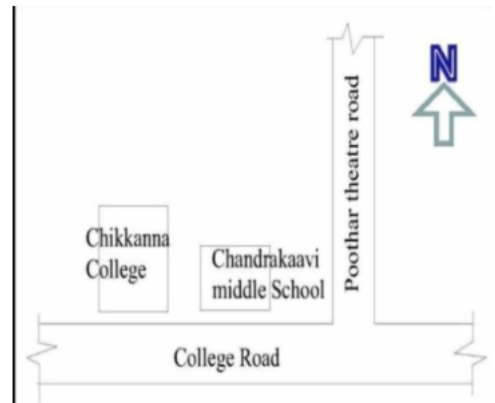 N
Poothar theatre road
Chikkanna
College
Chandrakaavi
middle School
College Road